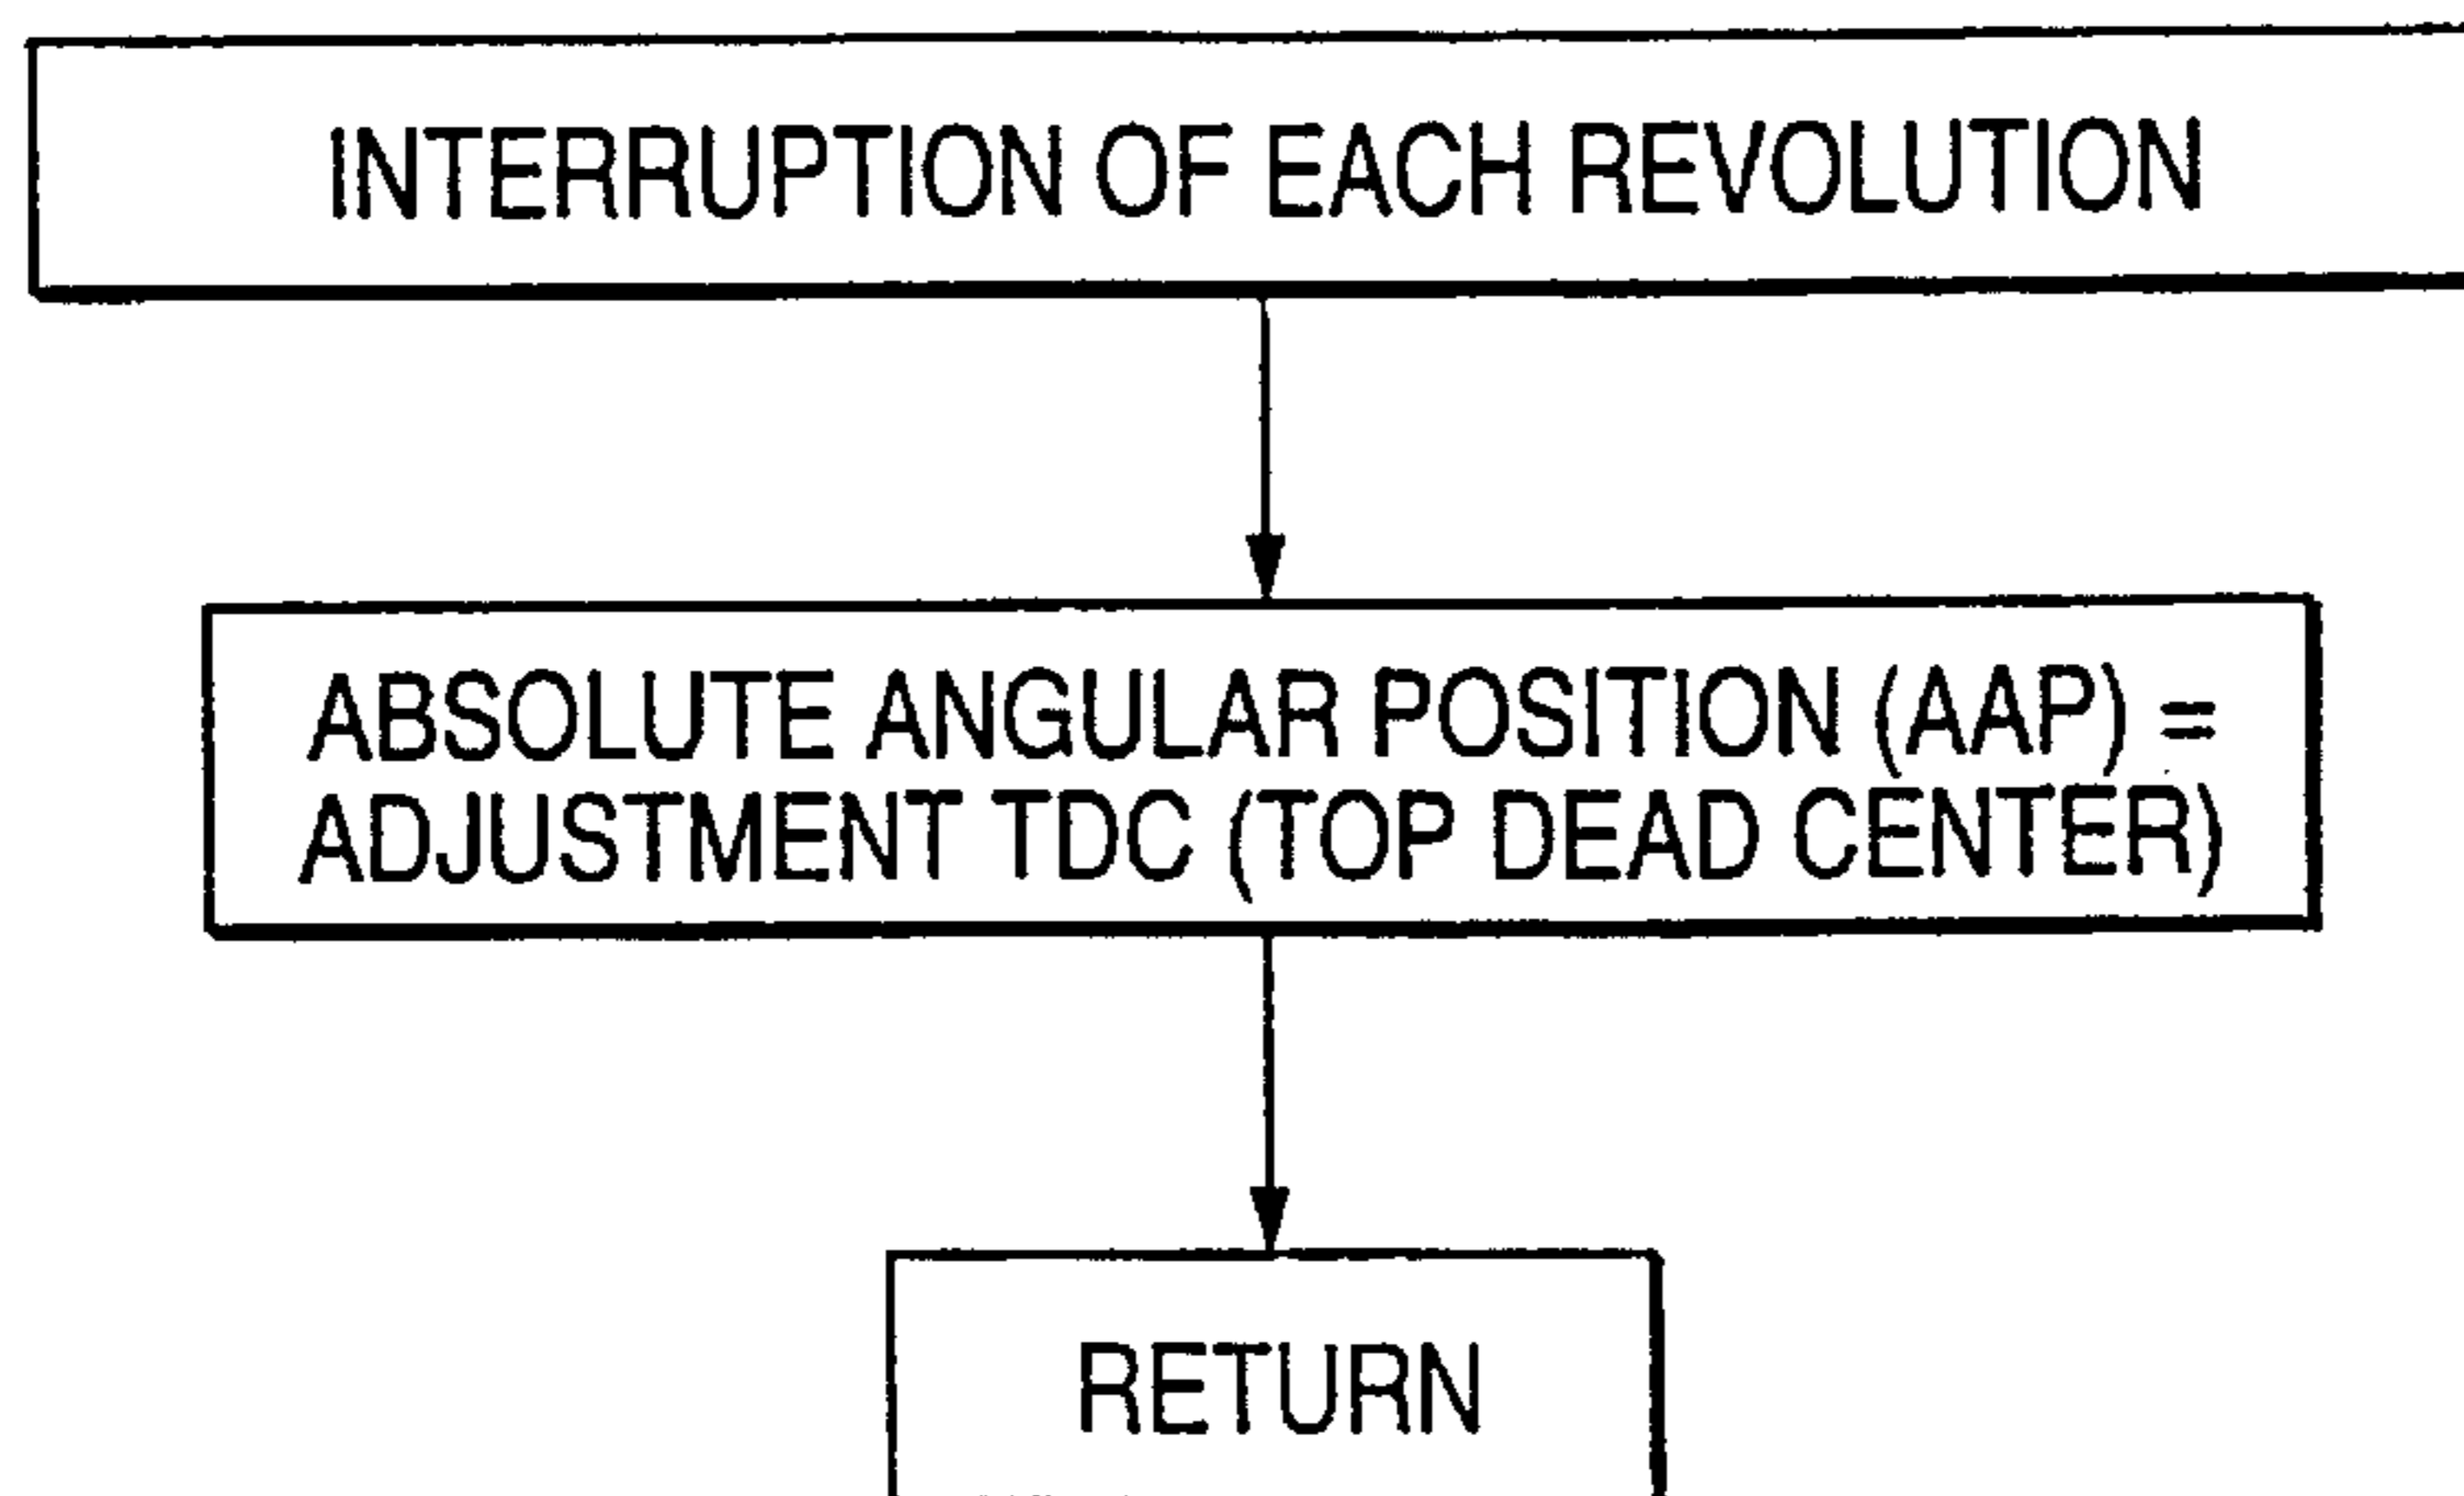 INTERRUPTION OF EACH REVOLUTION
ABSOLUTE ANGULAR POSITION (AAP) =
ADJUSTMENT TDC (TOP DEAD CENTER)
RETURN